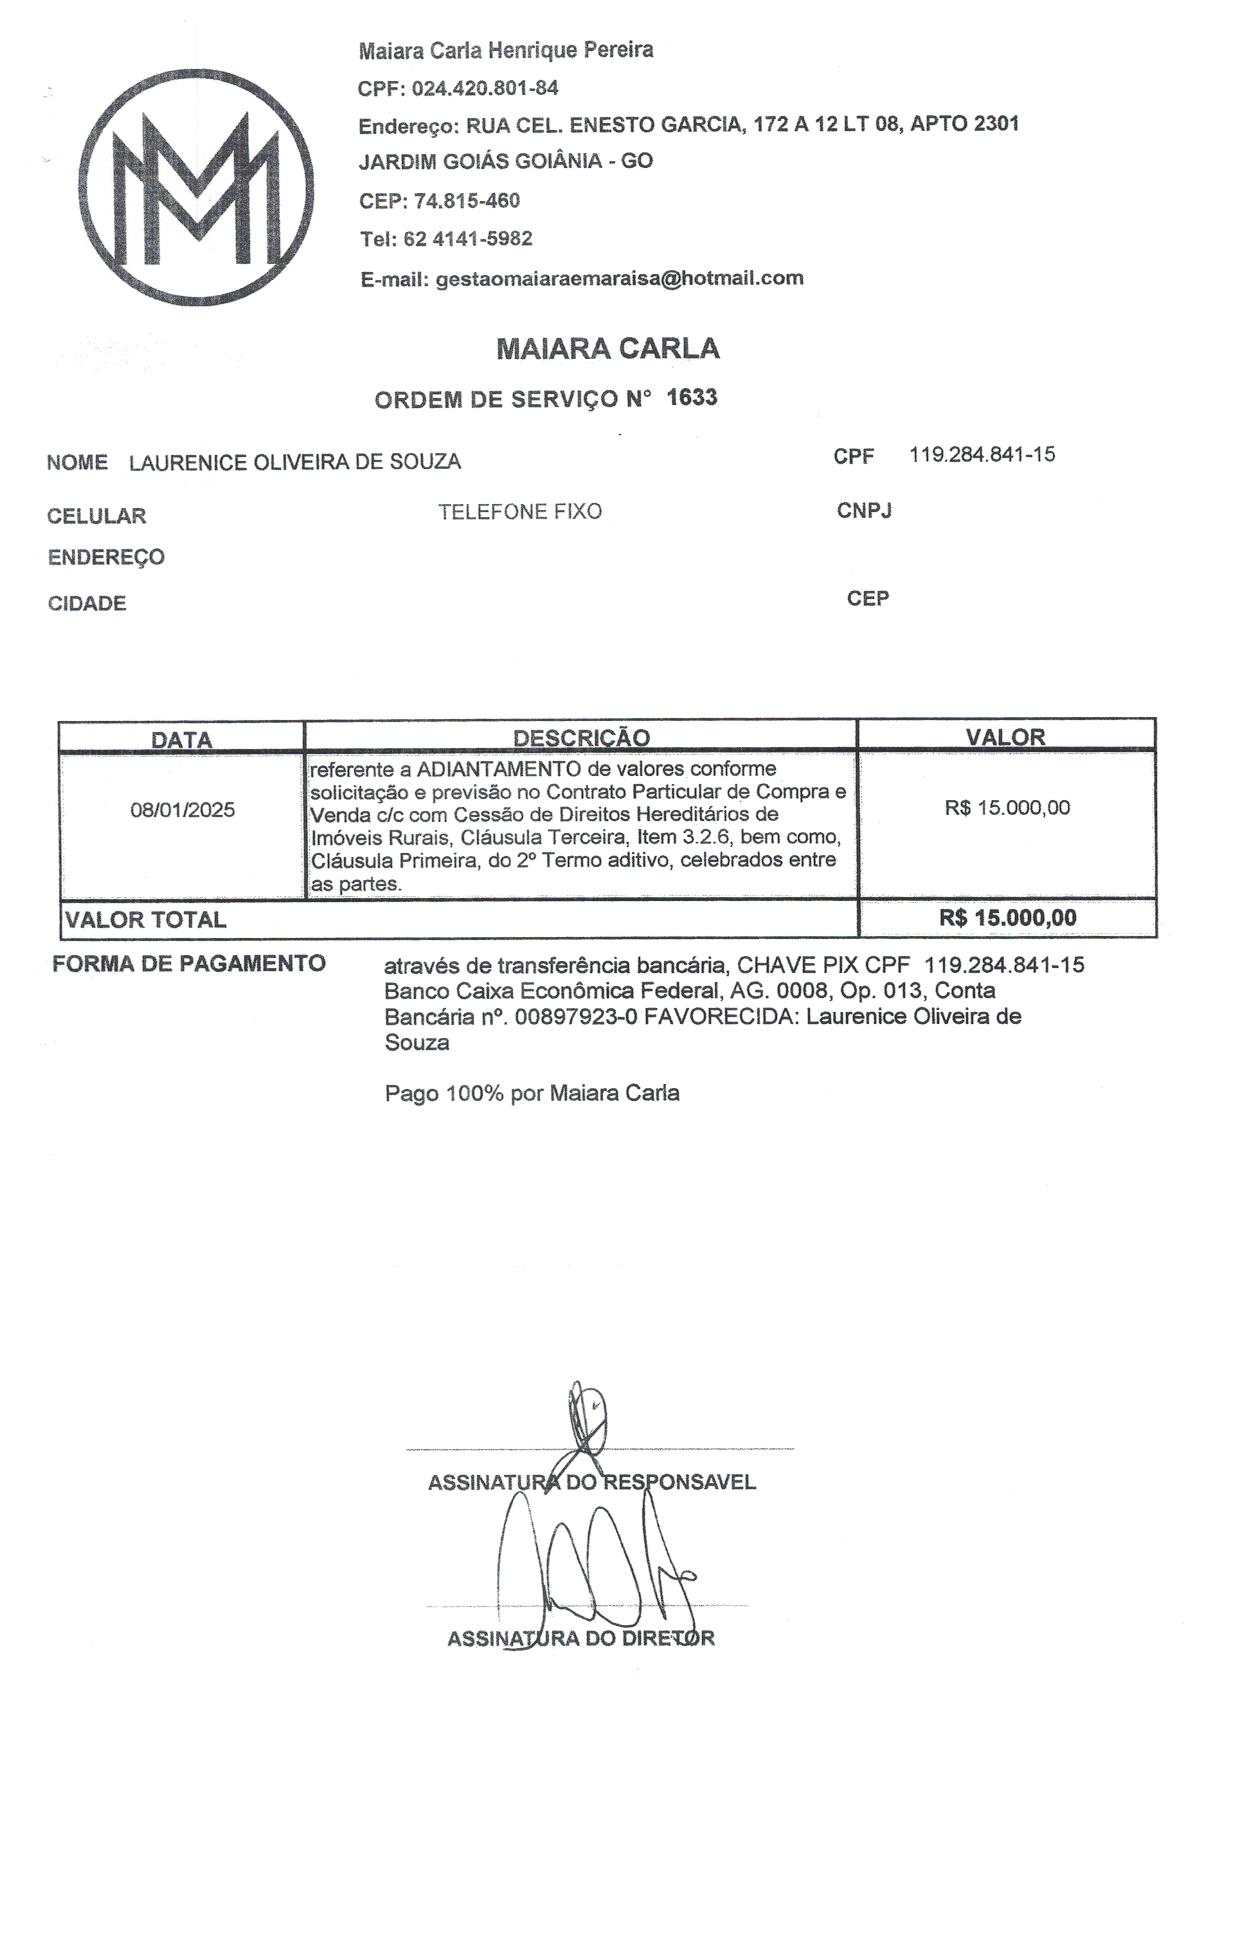 Maiara Carla Henrique Pereira
CPF: 024.420.801-84
Endereço: RUA CEL. ENESTO GARCIA, 172 A 12 LT 08, APTO 2301
JARDIM GOIÁS GOIÂNIA - GO
CEP: 74.815-460
Tel: 62 4141-5982
E-mail: gestaomaiaraemaraisa@hotmail.com
MM
MAIARA CARLA
ORDEM DE SERVIÇO N° 1633
NOME LAURENICE OLIVEIRA DE SOUZA CPF 119.284.841-15
CELULAR TELEFONE FIXO CNPJ
ENDEREÇO
CIDADE CEP
DATA DESCRIÇÃO VALOR
referente a ADIANTAMENTO de valores conforme
solicitação e previsão no Contrato Particular de Compra e
08/01/2025 Venda c/c com Cessão de Direitos Hereditários de R$ 15.000,00
Imóveis Rurais, Cláusula Terceira, Item 3.2.6, bem como,
Cláusula Primeira, do 2º Termo aditivo, celebrados entre
as partes.
VALOR TOTAL R$ 15.000,00
FORMA DE PAGAMENTO através de transferência bancária, CHAVE PIX CPF 119.284.841-15
Banco Caixa Econômica Federal, AG. 0008, Op. 013, Conta
Bancária nº. 00897923-0 FAVORECIDA: Laurenice Oliveira de
Souza
Pago 100% por Maiara Carla
ASSINATURA DO RESPONSAVEL
ASSINATURA DO DIRETOR